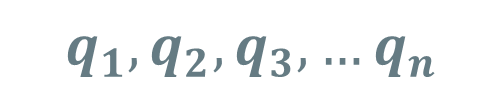 q₁, q₂, q₃, … qₙ